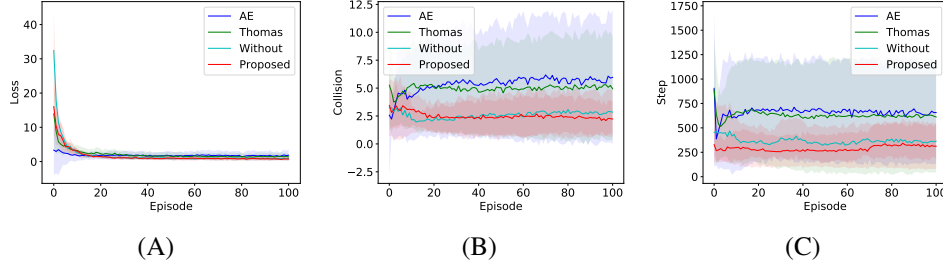 40
30
20
10
0
Loss
0
20
40
60
80
100
Episode
AE
Thomas
Without
Proposed
(A)
12.5
10.0
7.5
5.0
2.5
0.0
−2.5
Collision
0
20
40
60
80
100
Episode
AE
Thomas
Without
Proposed
(B)
1750
1500
1250
1000
750
500
250
0
Step
0
20
40
60
80
100
Episode
AE
Thomas
Without
Proposed
(C)